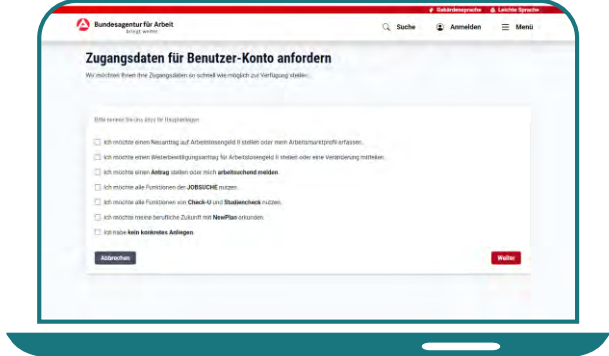 Gebärdensprache Leichte Sprache
Bundesagentur für Arbeit
bringt weiter.
Suche Anmelden Menü
Zugangsdaten für Benutzer-Konto anfordern
Wir möchten Ihnen Ihre Zugangsdaten so schnell wie möglich zur Verfügung stellen.
Bitte nennen Sie uns dazu Ihr Hauptanliegen
Ich möchte einen Neuantrag auf Arbeitslosengeld II stellen oder mein Arbeitsmarktprofil erfassen.
Ich möchte einen Weiterbewilligungsantrag für Arbeitslosengeld II stellen oder eine Veränderung mitteilen.
Ich möchte einen Antrag stellen oder mich arbeitsuchend melden.
Ich möchte alle Funktionen der JOBSUCHE nutzen.
Ich möchte alle Funktionen von Check-U und Studiencheck nutzen.
Ich möchte meine berufliche Zukunft mit NewPlan erkunden.
Ich habe kein konkretes Anliegen.
Abbrechen Weiter